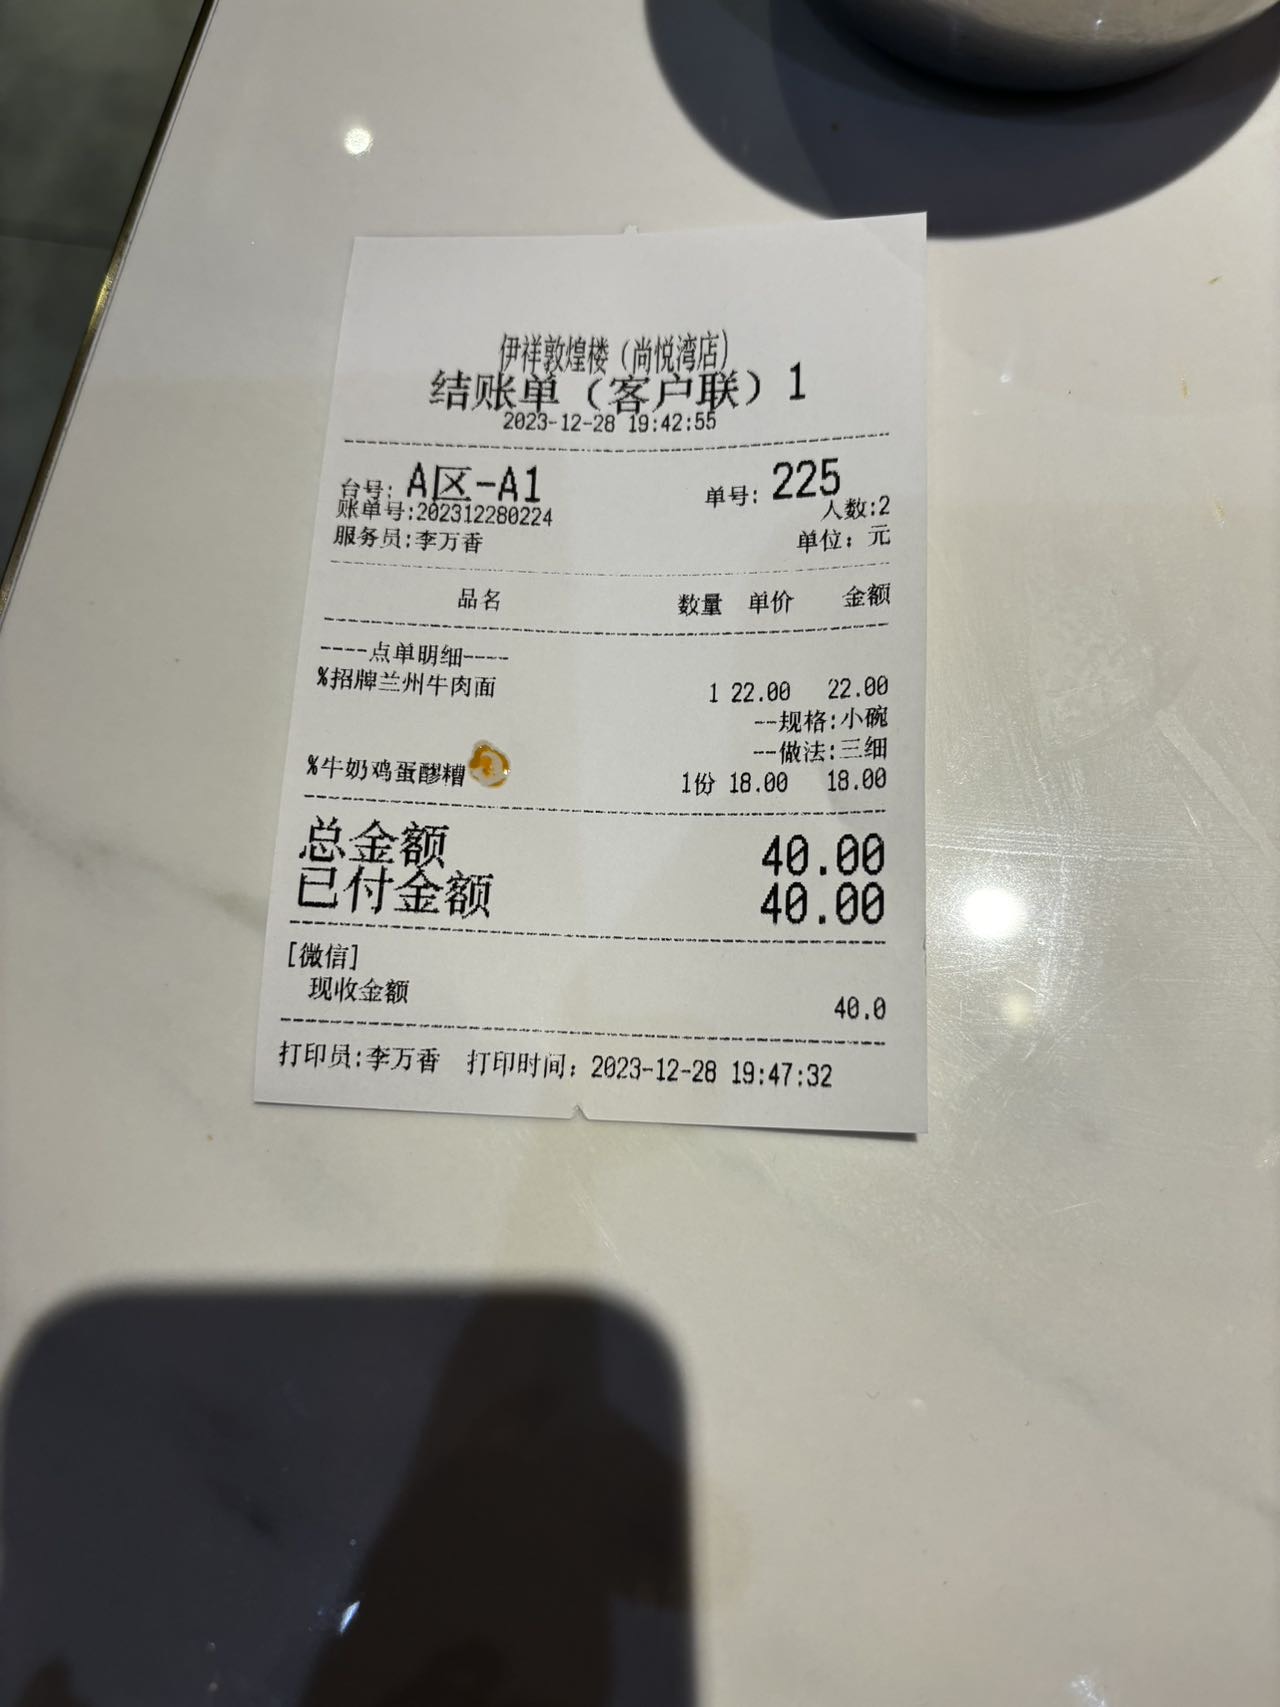 伊祥敦煌楼（尚悦湾店）
结账单（客户联）1
2023-12-28 19:42:55
台号: A区-A1 单号: 225
账单号:202312280224 人数:2
服务员:李万香 单位：元
品名 数量 单价 金额
----点单明细----
%招牌兰州牛肉面 1 22.00 22.00
--规格:小碗
--做法:三细
%牛奶鸡蛋醪糟 1份 18.00 18.00
总金额 40.00
已付金额 40.00
[微信]
现收金额 40.0
打印员:李万香 打印时间：2023-12-28 19:47:32